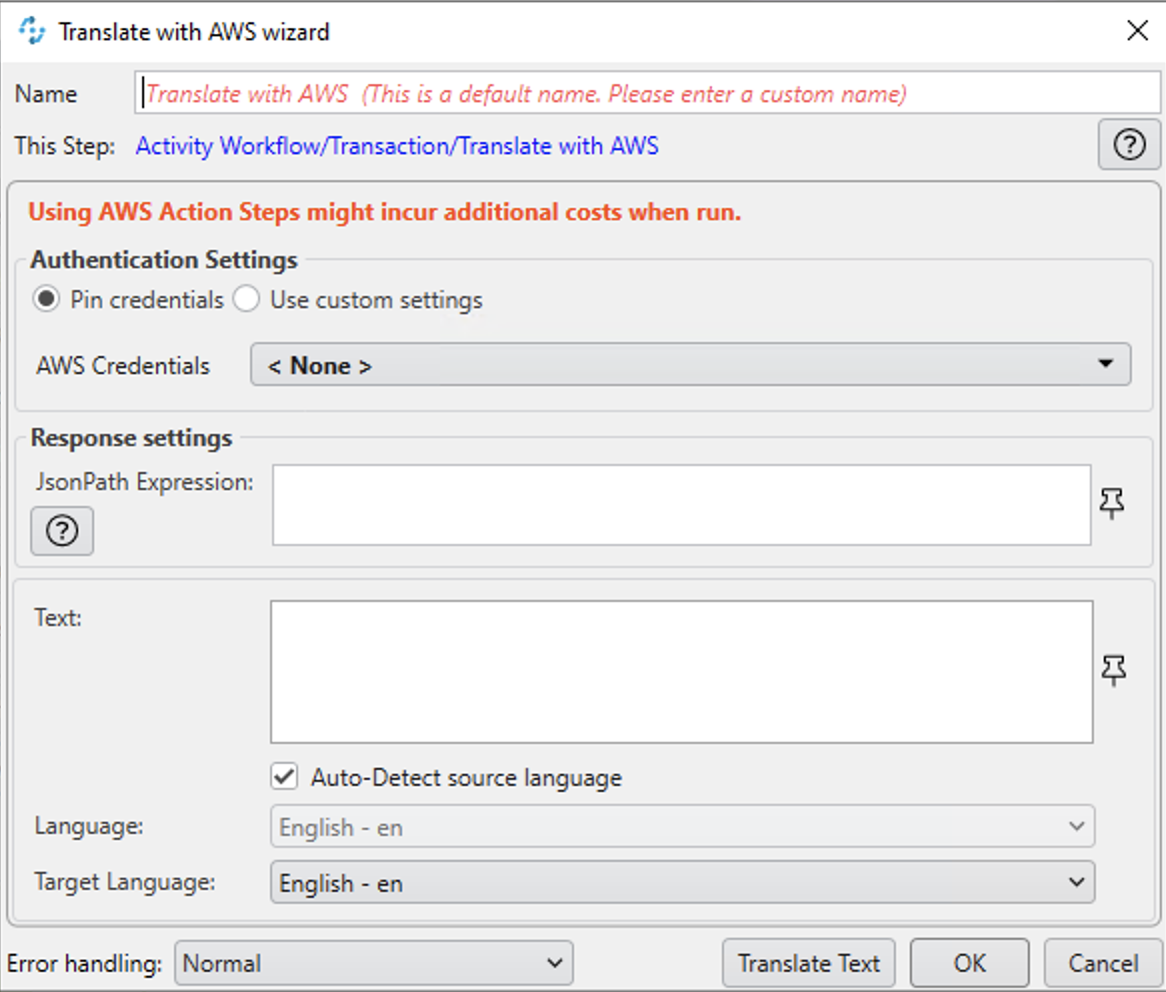 Translate with AWS wizard
Name Translate with AWS (This is a default name. Please enter a custom name)
This Step: Activity Workflow/Transaction/Translate with AWS
Using AWS Action Steps might incur additional costs when run.
Authentication Settings
Pin credentials Use custom settings
AWS Credentials < None >
Response settings
JsonPath Expression:
Text:
Auto-Detect source language
Language: English - en
Target Language: English - en
Error handling: Normal Translate Text OK Cancel